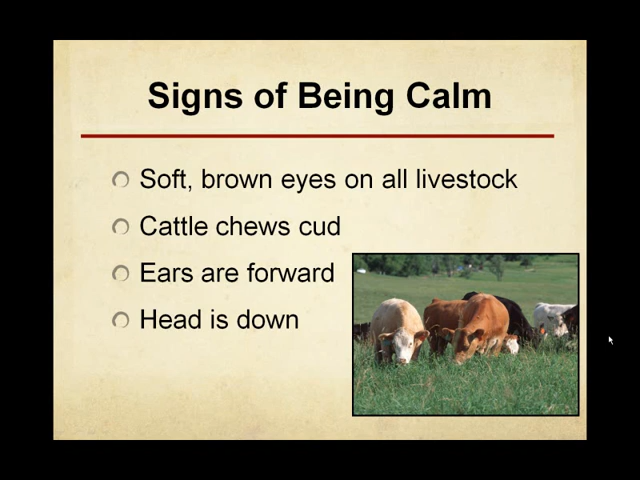 Signs of Being Calm
Soft, brown eyes on all livestock
Cattle chews cud
Ears are forward
Head is down